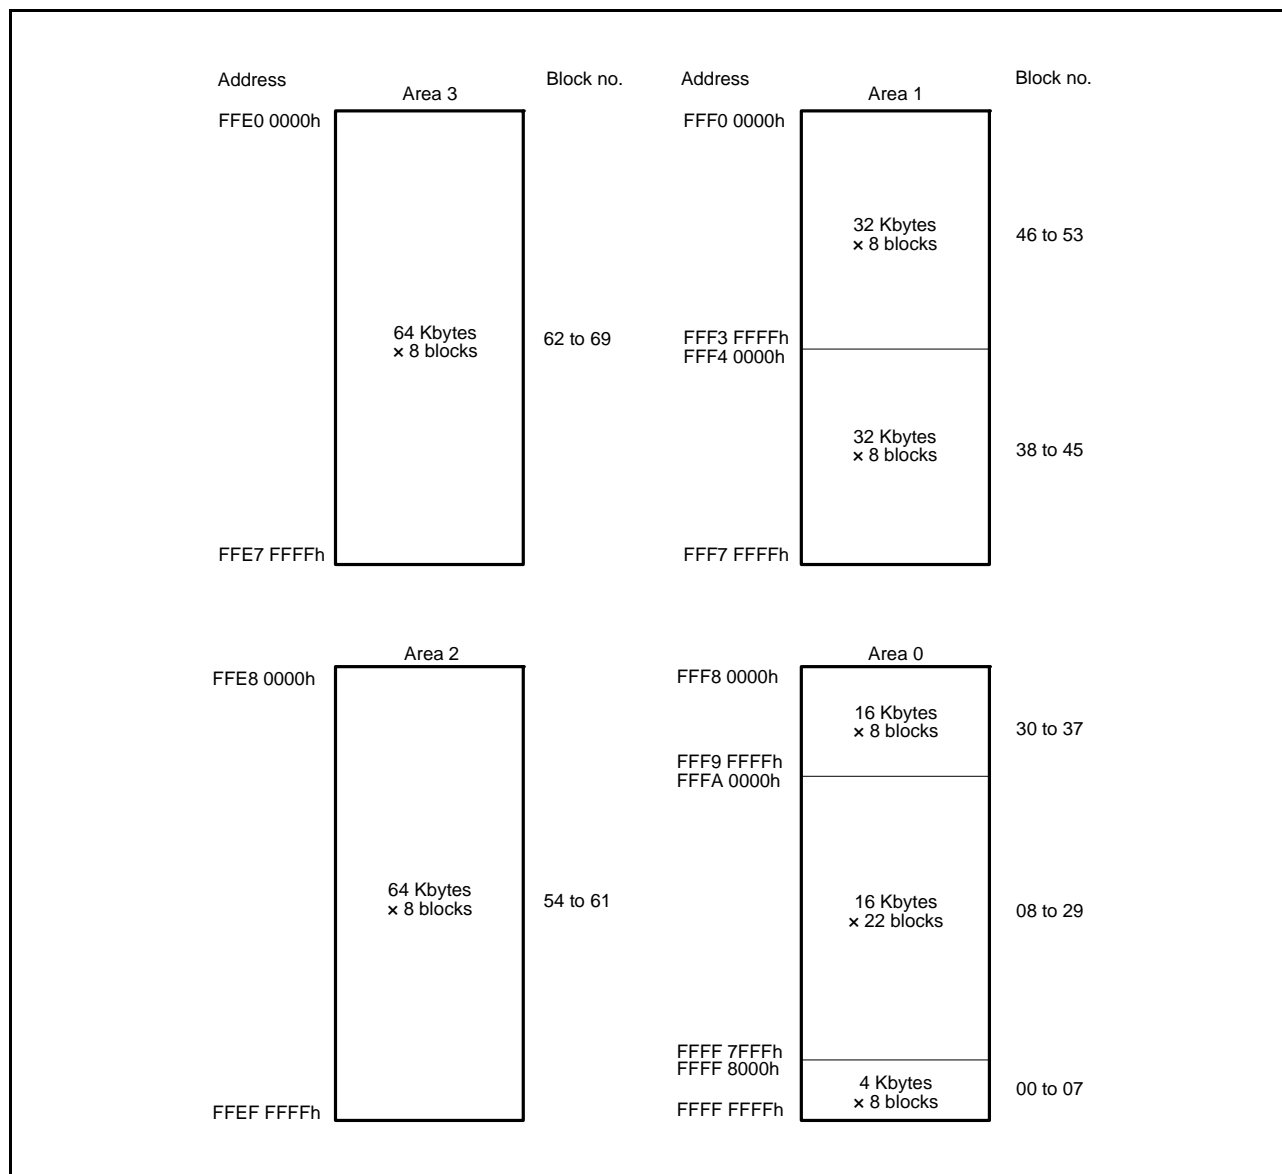 Address
Area 3
Block no.
FFE0 0000h
64 Kbytes
× 8 blocks
62 to 69
FFE7 FFFFh
Address
Area 1
Block no.
FFF0 0000h
32 Kbytes
× 8 blocks
46 to 53
FFF3 FFFFh
FFF4 0000h
32 Kbytes
× 8 blocks
38 to 45
FFF7 FFFFh
Area 2
FFE8 0000h
64 Kbytes
× 8 blocks
54 to 61
FFEF FFFFh
Area 0
FFF8 0000h
16 Kbytes
× 8 blocks
30 to 37
FFF9 FFFFh
FFFA 0000h
16 Kbytes
× 22 blocks
08 to 29
FFFF 7FFFh
FFFF 8000h
4 Kbytes
× 8 blocks
00 to 07
FFFF FFFFh